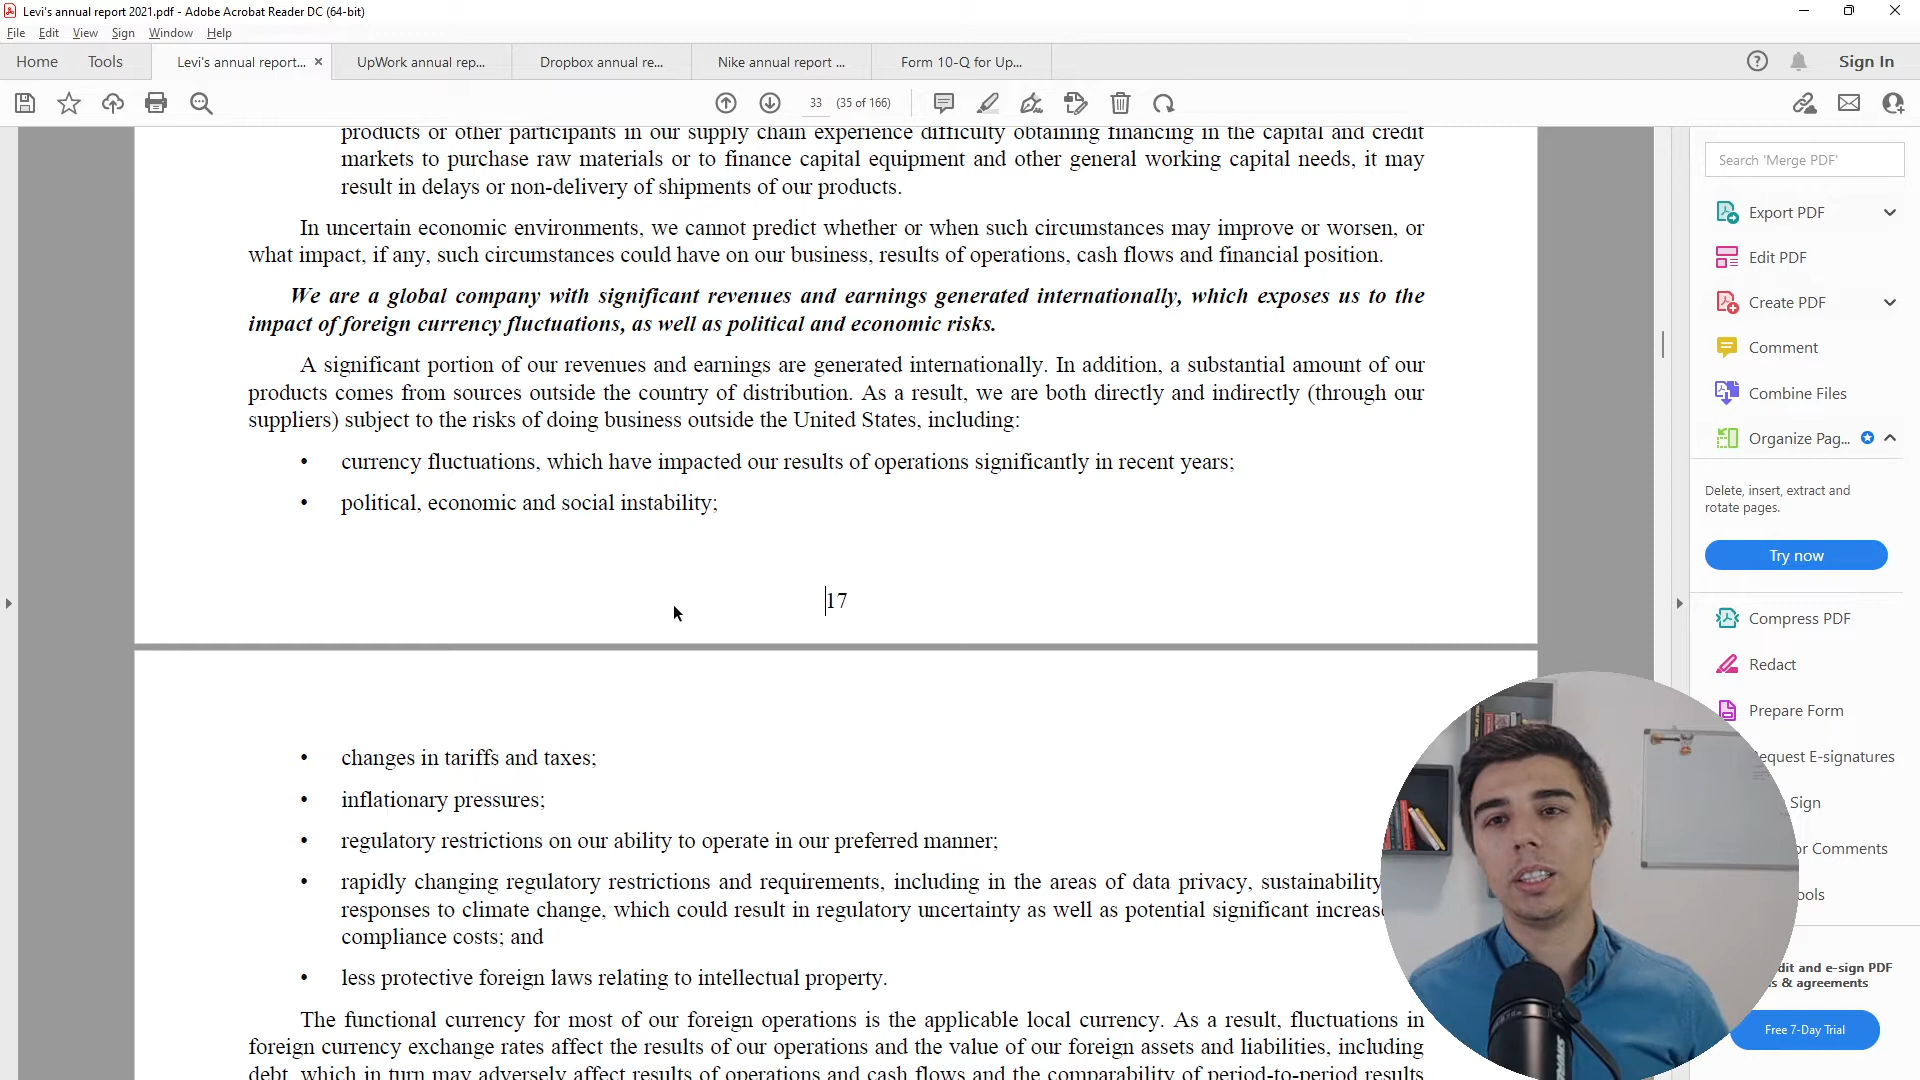 Levi's annual report 2021.pdf - Adobe Acrobat Reader DC (64-bit)
File Edit View Sign Window Help
Home Tools Levi's annual report... × UpWork annual rep... Dropbox annual re... Nike annual report ... Form 10-Q for Up... Sign In
33 (35 of 166)
products or other participants in our supply chain experience difficulty obtaining financing in the capital and credit
markets to purchase raw materials or to finance capital equipment and other general working capital needs, it may
result in delays or non-delivery of shipments of our products.
In uncertain economic environments, we cannot predict whether or when such circumstances may improve or worsen, or
what impact, if any, such circumstances could have on our business, results of operations, cash flows and financial position.
We are a global company with significant revenues and earnings generated internationally, which exposes us to the
impact of foreign currency fluctuations, as well as political and economic risks.
A significant portion of our revenues and earnings are generated internationally. In addition, a substantial amount of our
products comes from sources outside the country of distribution. As a result, we are both directly and indirectly (through our
suppliers) subject to the risks of doing business outside the United States, including:
• currency fluctuations, which have impacted our results of operations significantly in recent years;
• political, economic and social instability;
17
• changes in tariffs and taxes;
• inflationary pressures;
• regulatory restrictions on our ability to operate in our preferred manner;
• rapidly changing regulatory restrictions and requirements, including in the areas of data privacy, sustainability
responses to climate change, which could result in regulatory uncertainty as well as potential significant increase
compliance costs; and
• less protective foreign laws relating to intellectual property.
The functional currency for most of our foreign operations is the applicable local currency. As a result, fluctuations in
foreign currency exchange rates affect the results of our operations and the value of our foreign assets and liabilities, including
debt, which in turn may adversely affect results of operations and cash flows and the comparability of period-to-period results
Search 'Merge PDF'
Export PDF
Edit PDF
Create PDF
Comment
Combine Files
Organize Pag...
Delete, insert, extract and
rotate pages.
Try now
Compress PDF
Redact
Prepare Form
equest E-signatures
Sign
or Comments
ools
dit and e-sign PDF
s & agreements
Free 7-Day Trial